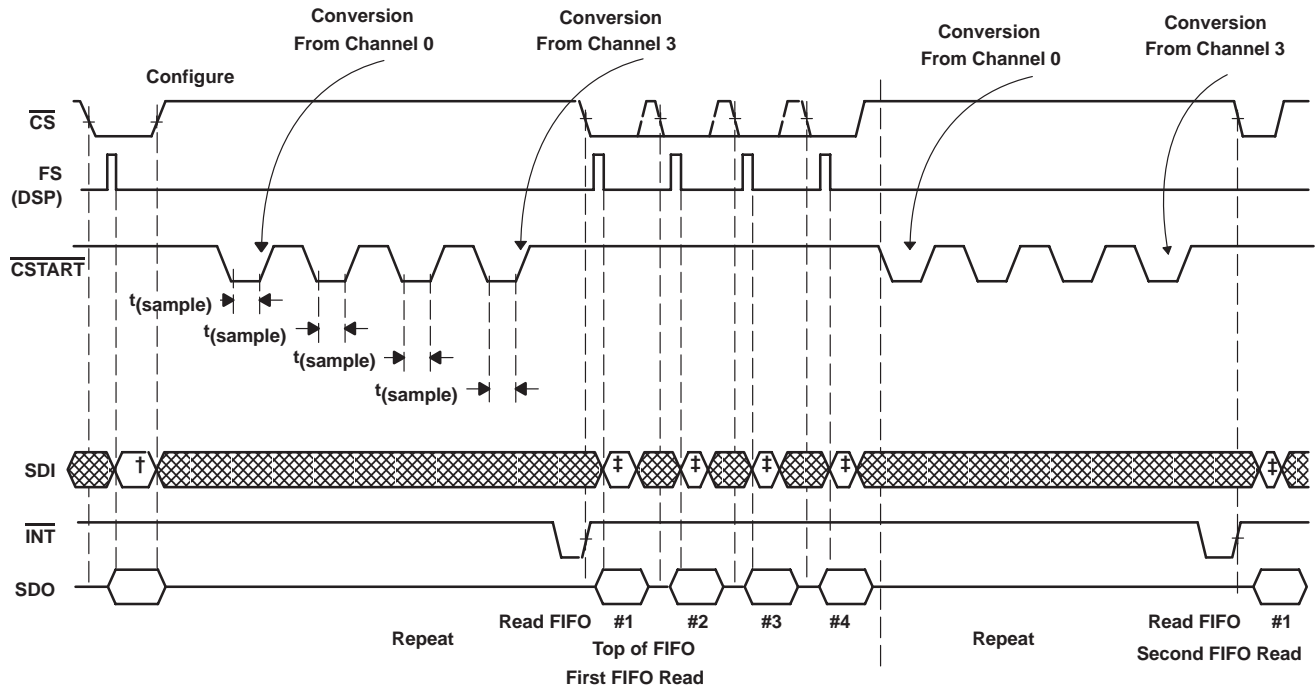 Conversion
From Channel 0
Conversion
From Channel 3
Conversion
From Channel 0
Conversion
From Channel 3
Configure
CS
FS
(DSP)
CSTART
t(sample)
t(sample)
t(sample)
t(sample)
SDI
†
‡
‡
‡
‡
‡
INT
SDO
Repeat
Read FIFO
#1
#2
#3
#4
Top of FIFO
First FIFO Read
Repeat
Read FIFO
#1
Second FIFO Read